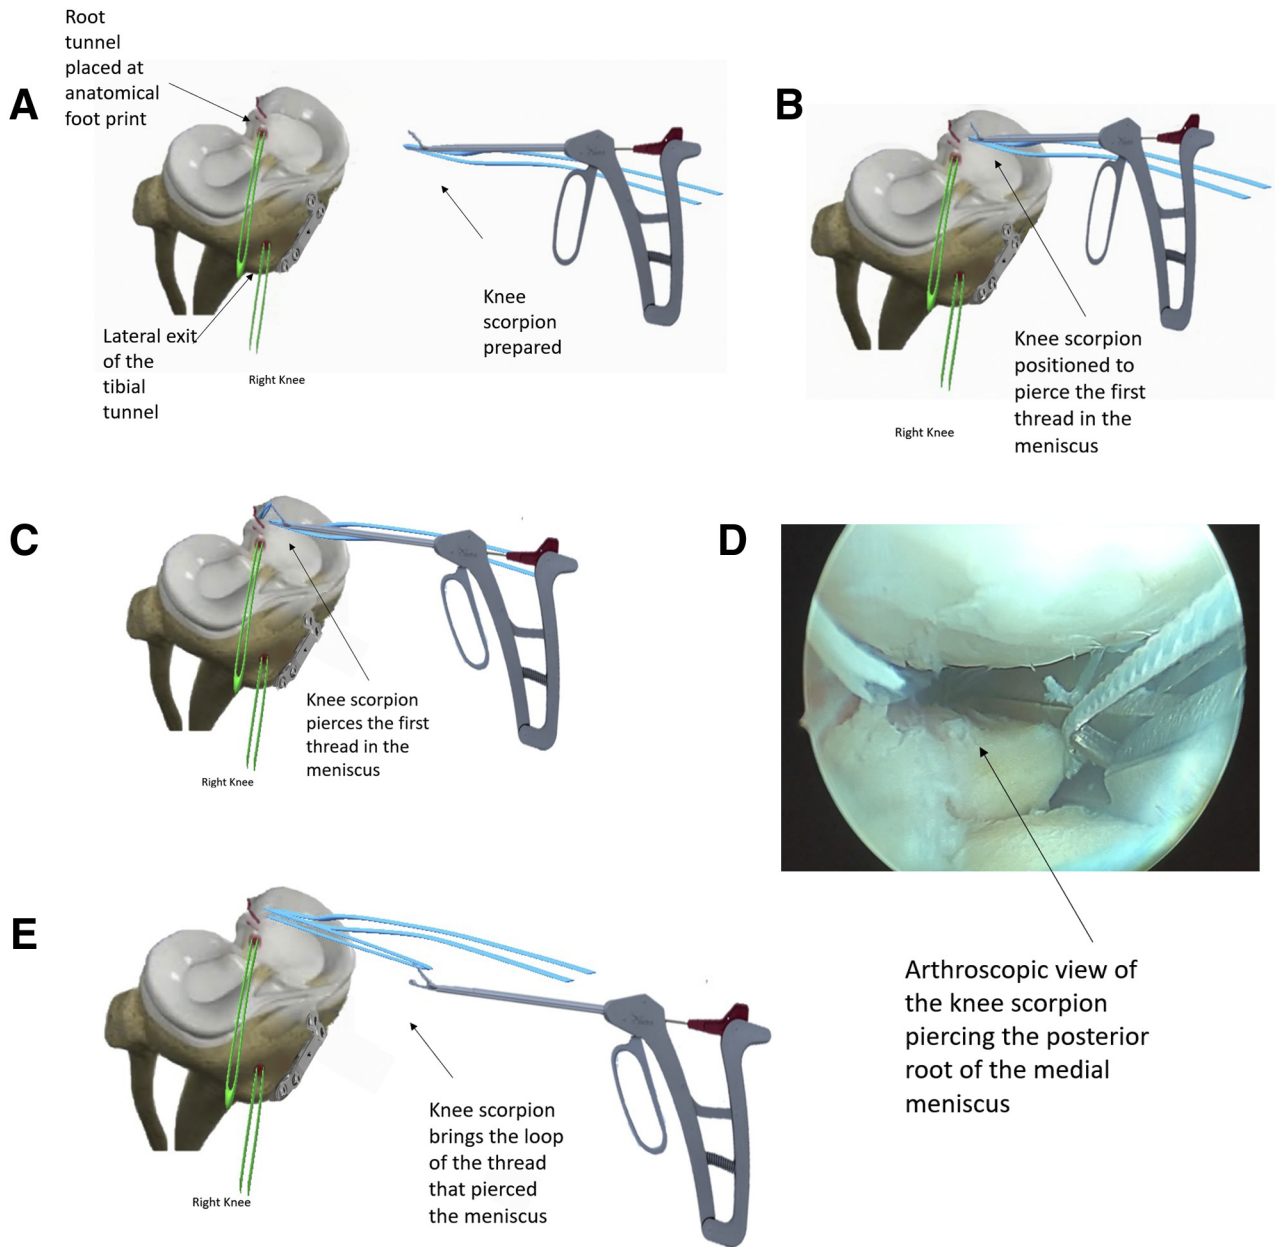 A
Root
tunnel
placed at
anatomical
foot print
Lateral exit
of the
tibial
tunnel
Right Knee
Knee
scorpion
prepared
B
Knee scorpion
positioned to
pierce the first
thread in the
meniscus
Right Knee
C
Knee scorpion
pierces the first
thread in the
meniscus
Right Knee
D
Arthroscopic view of
the knee scorpion
piercing the posterior
root of the medial
meniscus
E
Knee scorpion
brings the loop
of the thread
that pierced
the meniscus
Right Knee